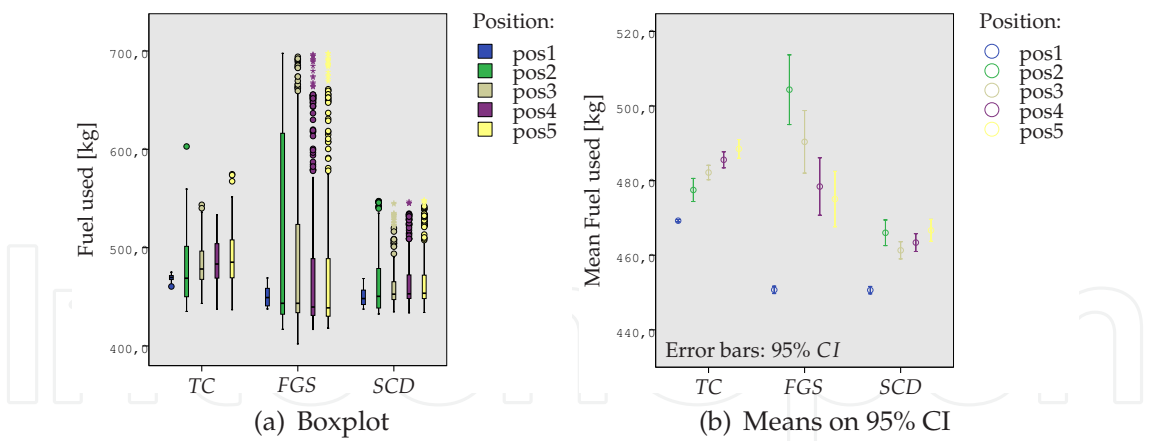 Position:
pos1
pos2
pos3
pos4
pos5
Fuel used [kg]
700,0
600,0
500,0
400,0
TC FGS SCD
(a) Boxplot
Position:
pos1
pos2
pos3
pos4
pos5
Mean Fuel used [kg]
520,0
500,0
480,0
460,0
440,0
Error bars: 95% CI
TC FGS SCD
(b) Means on 95% CI